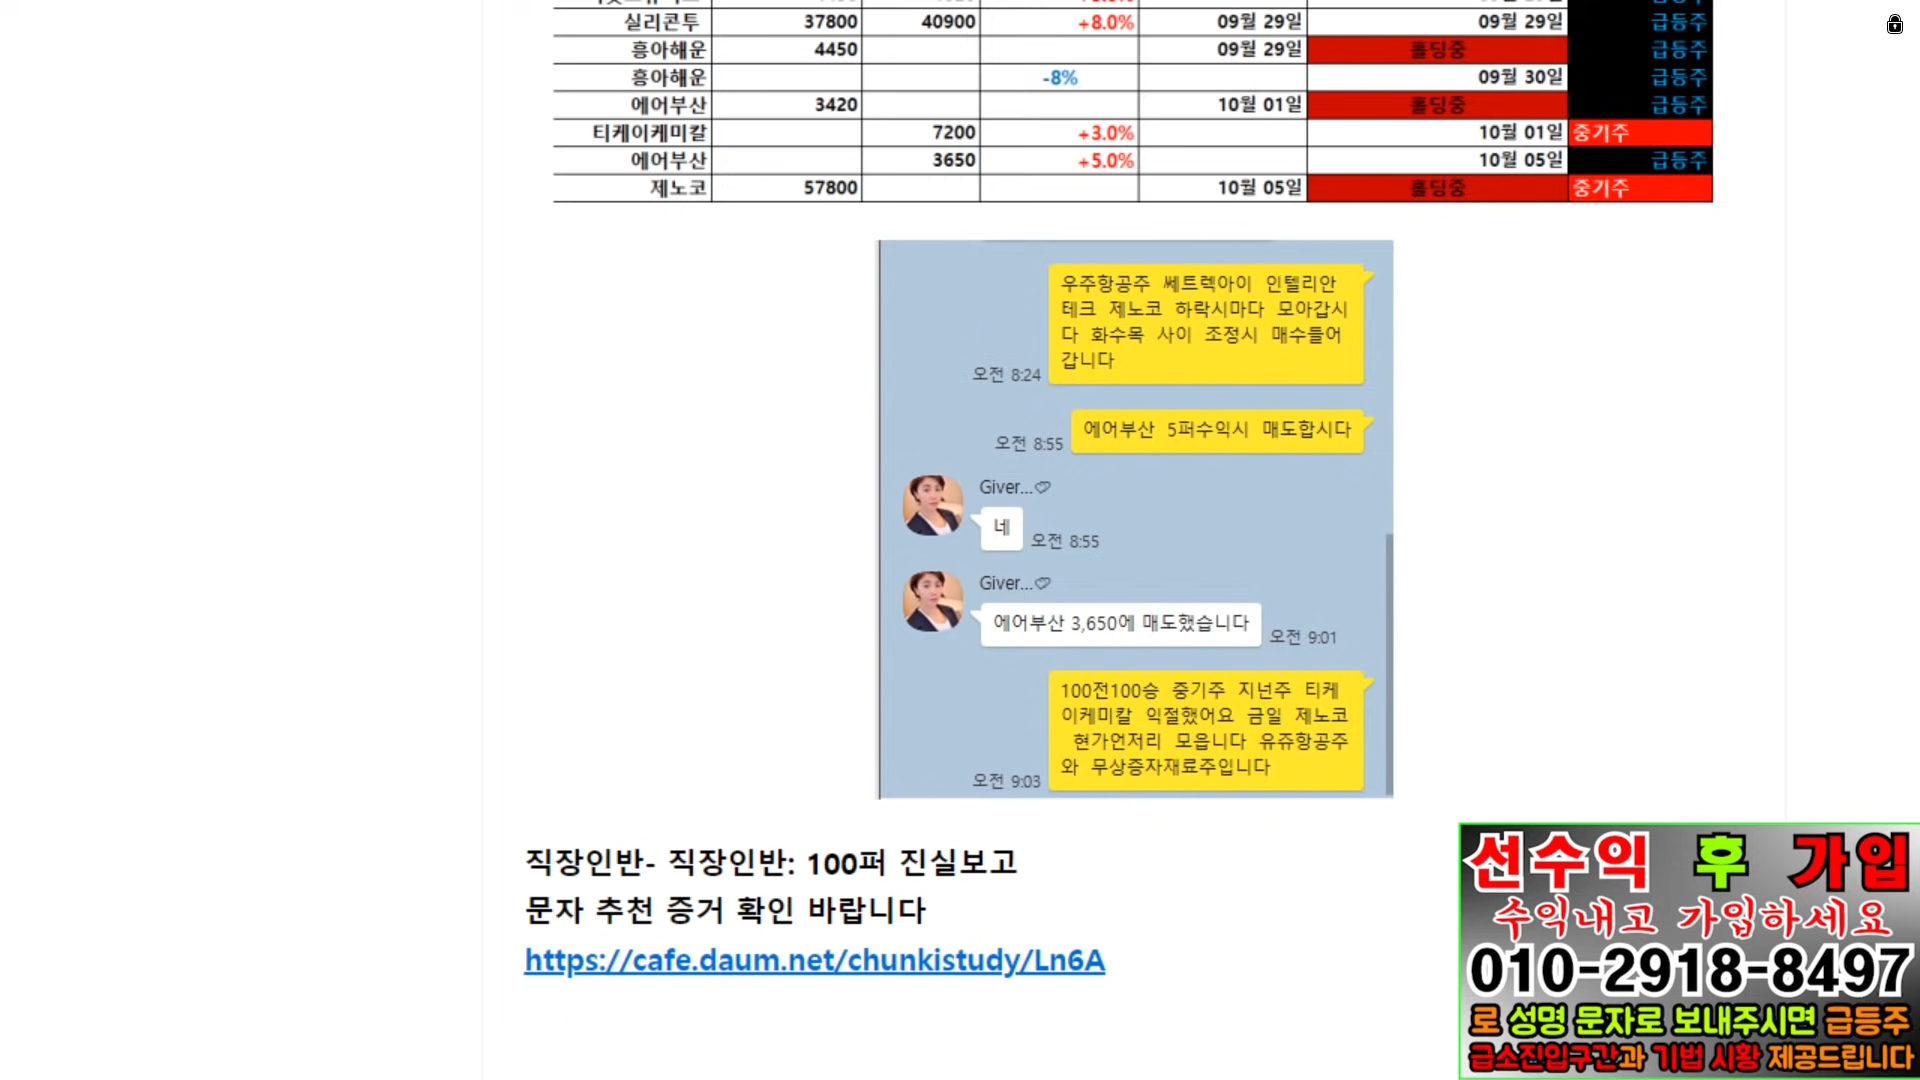 실리콘투 37800 40900 +8.0% 09월 29일 09월 29일 급등주
흥아해운 4450 09월 29일 홀딩중 급등주
흥아해운 -8% 09월 30일 급등주
에어부산 3420 10월 01일 홀딩중 급등주
티케이케미칼 7200 +3.0% 10월 01일 중기주
에어부산 3650 +5.0% 10월 05일 급등주
제노코 57800 10월 05일 홀딩중 중기주
우주항공주 쎄트렉아이 인텔리안
테크 제노코 하락시마다 모아갑시
다 화수목 사이 조정시 매수들어
갑니다
오전 8:24
에어부산 5퍼수익시 매도합시다
오전 8:55
Giver...♡
네
오전 8:55
Giver...♡
에어부산 3,650에 매도했습니다
오전 9:01
100전100승 중기주 지넌주 티케
이케미칼 익절했어요 금일 제노코
현가언저리 모읍니다 유쥬항공주
와 무상증자재료주입니다
오전 9:03
직장인반- 직장인반: 100퍼 진실보고
문자 추천 증거 확인 바랍니다
https://cafe.daum.net/chunkistudy/Ln6A
선수익 후 가입
수익내고 가입하세요
010-2918-8497
로 성명 문자로 보내주시면 급등주
급소진입구간과 기법 시황 제공드립니다